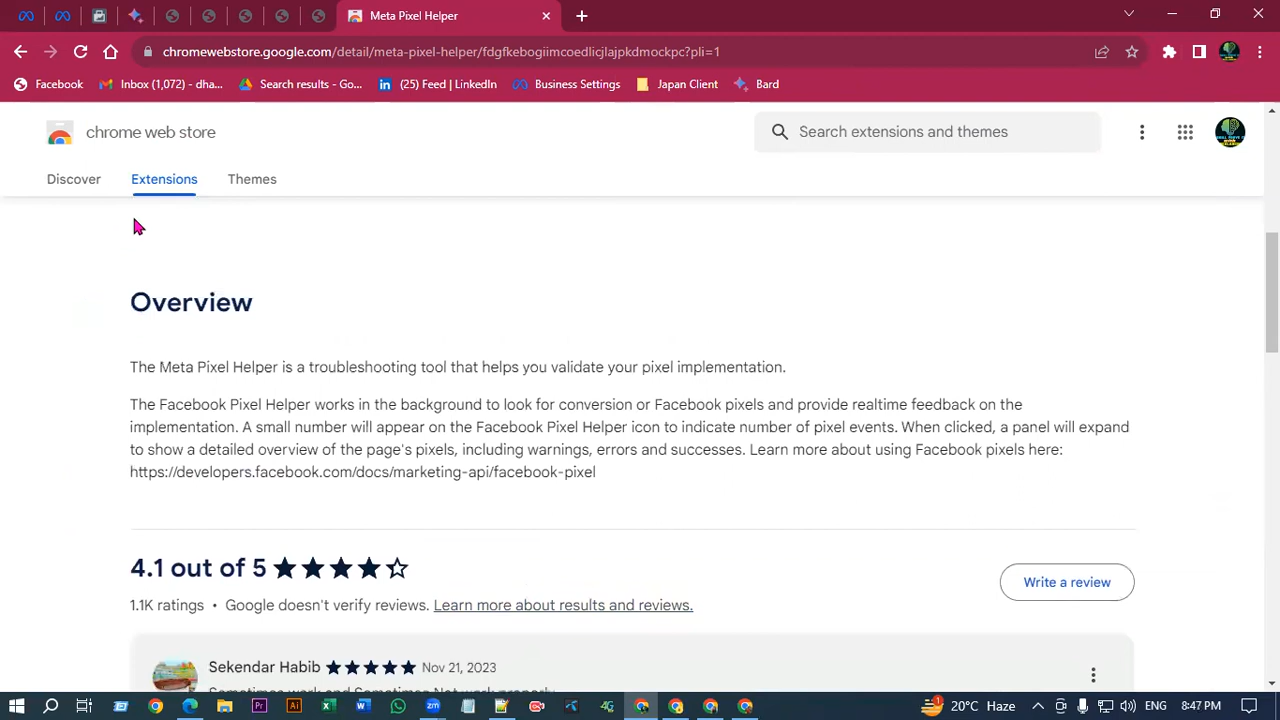 Meta Pixel Helper
chromewebstore.google.com/detail/meta-pixel-helper/fdgfkebogiimcoedlicjlajpkdmockpc?pli=1
Facebook
Inbox (1,072) - dha...
Search results - Go...
(25) Feed | LinkedIn
Business Settings
Japan Client
Bard
chrome web store
Search extensions and themes
Discover
Extensions
Themes
Overview
The Meta Pixel Helper is a troubleshooting tool that helps you validate your pixel implementation.
The Facebook Pixel Helper works in the background to look for conversion or Facebook pixels and provide realtime feedback on the
implementation. A small number will appear on the Facebook Pixel Helper icon to indicate number of pixel events. When clicked, a panel will expand
to show a detailed overview of the page's pixels, including warnings, errors and successes. Learn more about using Facebook pixels here:
https://developers.facebook.com/docs/marketing-api/facebook-pixel
4.1 out of 5
Write a review
1.1K ratings • Google doesn't verify reviews. Learn more about results and reviews.
Sekendar Habib
Nov 21, 2023
Sometimes work and Sometimes Not work properly
20°C Haze
ENG
8:47 PM